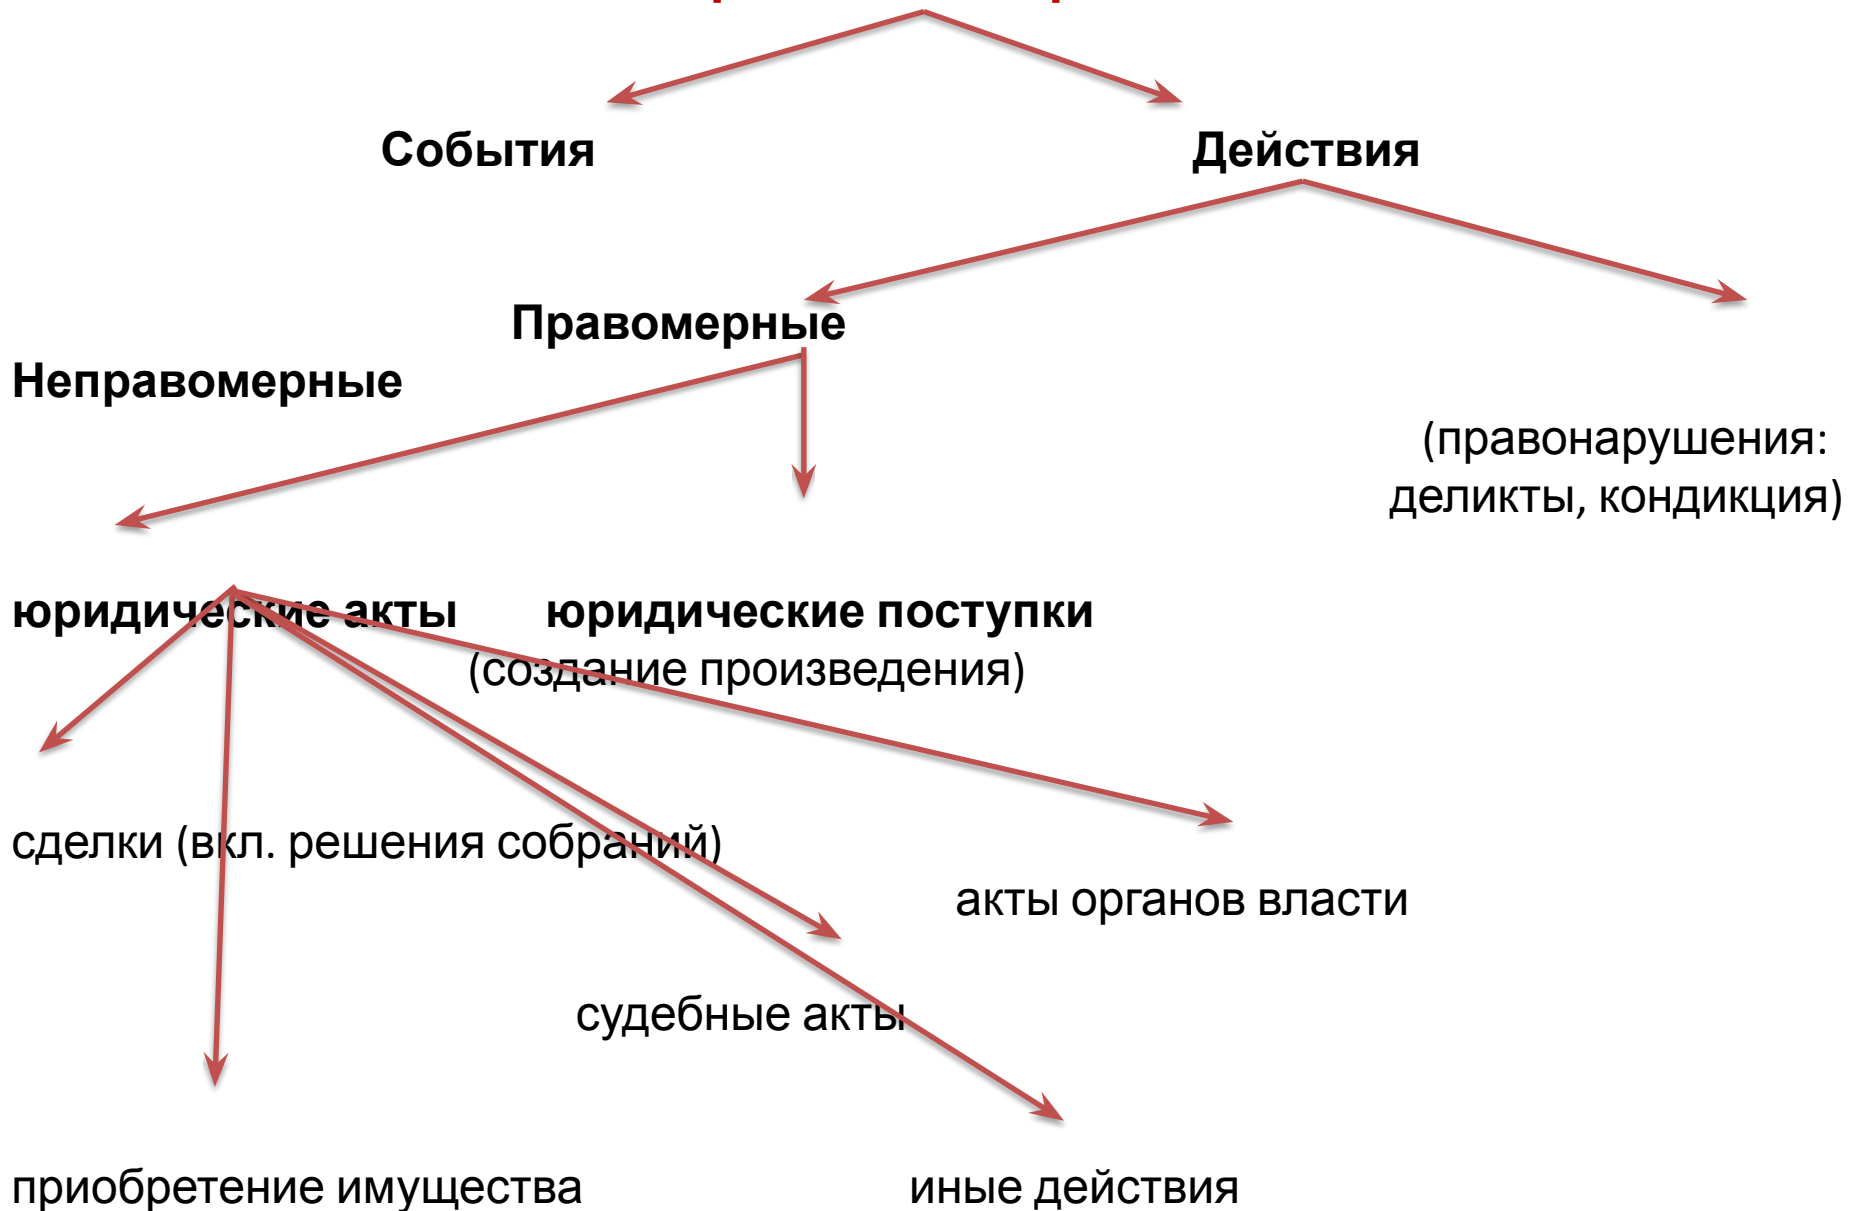 События Действия
Правомерные
Неправомерные
(правонарушения:
деликты, кондикция)
юридические акты юридические поступки
(создание произведения)
сделки (вкл. решения собраний)
акты органов власти
судебные акты
приобретение имущества иные действия